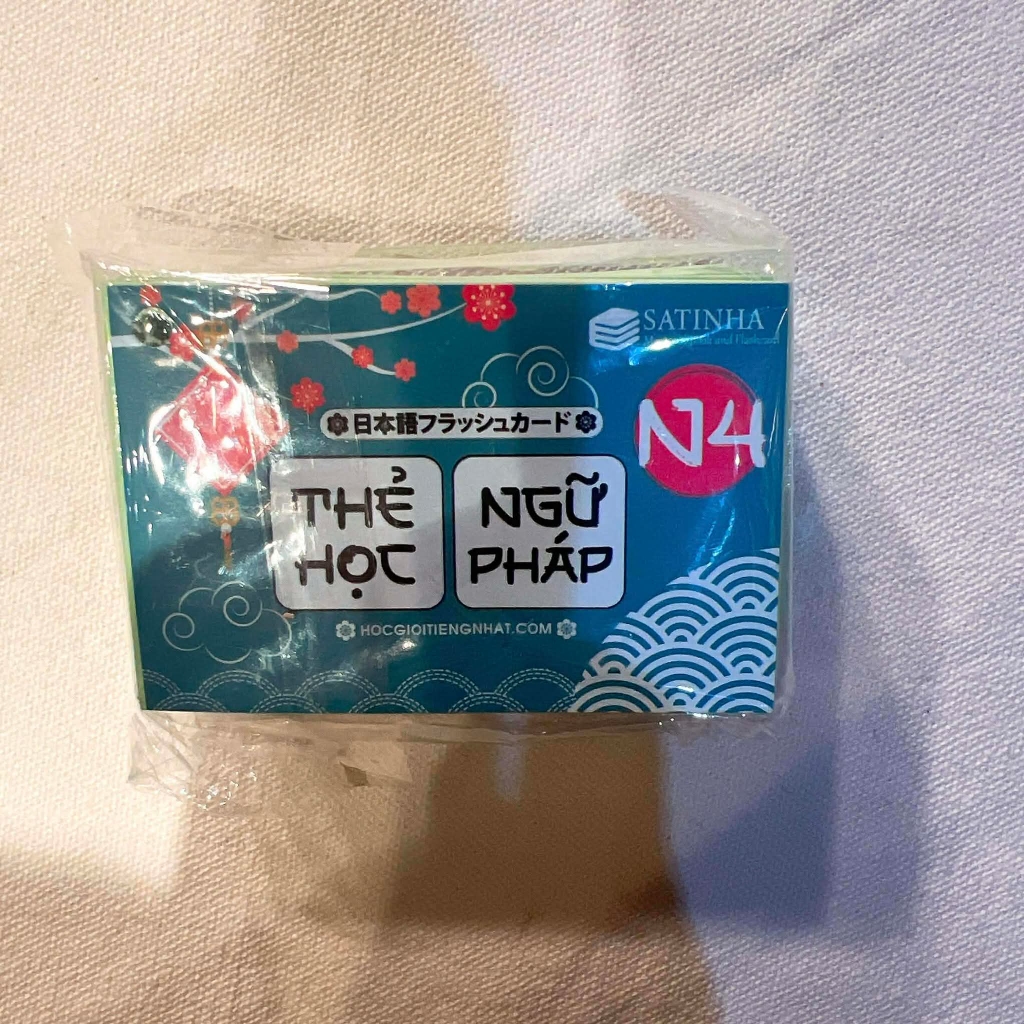 SATINHA
日本語フラッシュカード
N4
THẺ HỌC
NGỮ PHÁP
HOCGIOITIENGNHAT.COM